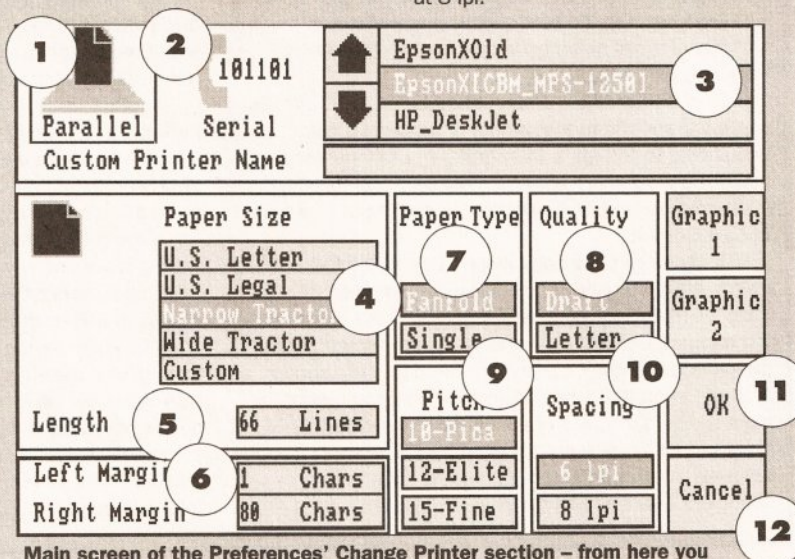 at 8 lpi.
1
2
101101
Parallel
Serial
Custom Printer Name
EpsonXOld
EpsonX[CBM_MPS-1250]
3
HP_DeskJet
Paper Size
U.S. Letter
U.S. Legal
Narrow Tractor
4
Wide Tractor
Custom
Length
5
66 Lines
Left Margin
6
1 Chars
Right Margin
80 Chars
Paper Type
7
Fanfold
Single
Quality
8
Draft
Letter
Graphic
1
Graphic
2
9
Pitch
10-Pica
12-Elite
15-Fine
10
Spacing
6 lpi
8 lpi
OK
11
Cancel
12
Main screen of the Preferences' Change Printer section – from here you